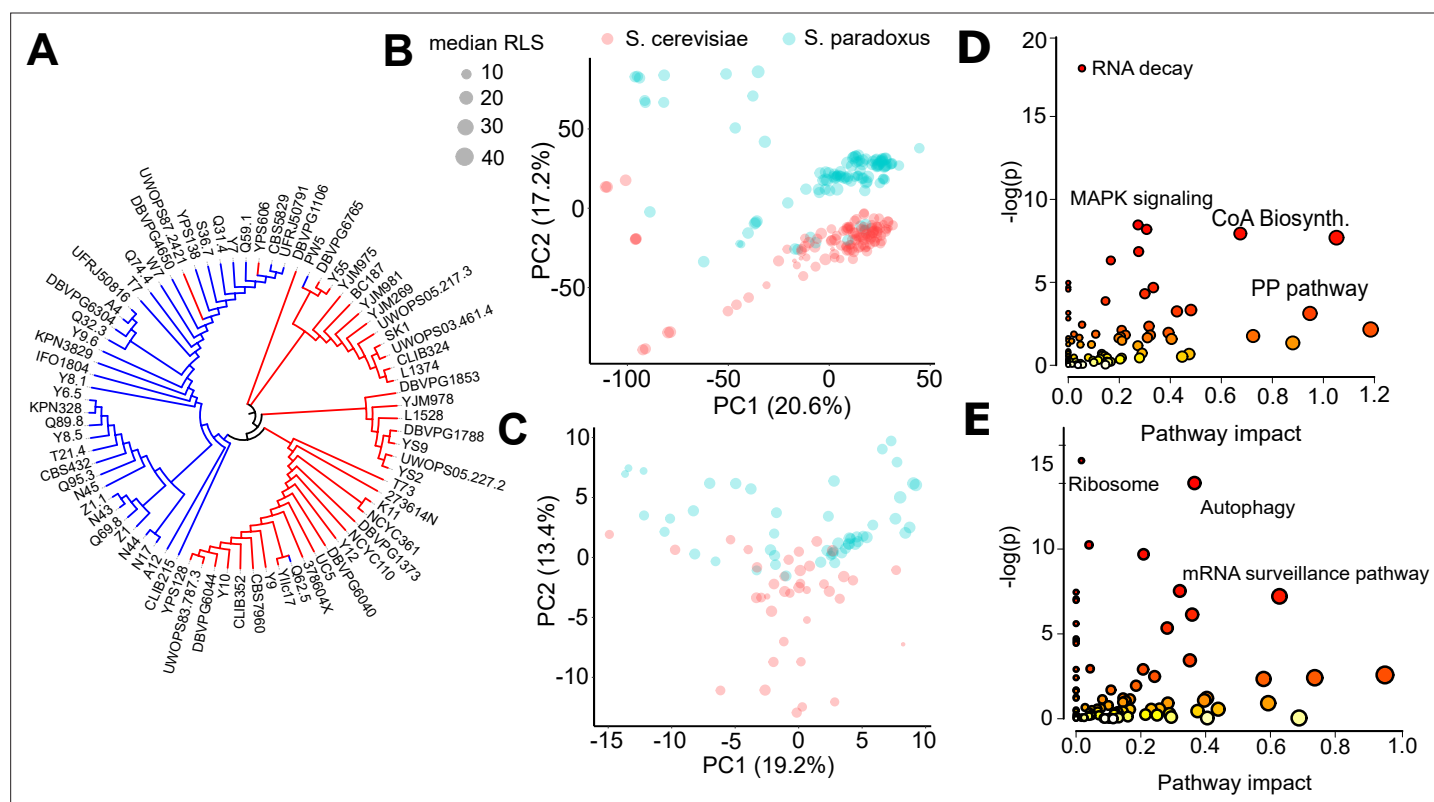 A
median RLS
10
20
30
40
UWOPS87.2421
DBVPG4650
YPS138
S36.7
Q31.4
Y7
Q59.1
YPS606
CBS5829
UFRJ50791
DBVPG1106
PW5
DBVPG6765
Y55
YJM975
BC187
YJM981
YJM269
UWOPS05.217.3
SK1
UWOPS03.461.4
CLIB324
L1374
DBVPG1853
YJM978
L1528
DBVPG1788
YS9
UWOPS05.227.2
YS2
T73
273614N
K11
NCYC361
DBVPG1373
NCYC110
Y12
DBVPG6040
UC5
378604X
Q62.5
YIlc17
Y9
CBS7960
CLIB352
Y10
DBVPG6044
UWOPS83.787.3
YPS128
CLIB215
A12
N17
N44
Z1
Q69.8
N43
Z1.1
N45
Q95.3
CBS432
T21.4
Y8.5
Q89.8
KPN328
Y6.5
Y8.1
IFO1804
KPN3829
Y9.6
Q32.3
A4
DBVPG6304
UFRJ50816
T7
Q74.4
W7
B
S. cerevisiae
S. paradoxus
PC2 (17.2%)
50
0
-50
-100
-50
0
50
PC1 (20.6%)
C
PC2 (13.4%)
10
5
0
-5
-10
-15
-10
-5
0
5
10
PC1 (19.2%)
D
-log(p)
20
15
10
5
0
RNA decay
MAPK signaling
CoA Biosynth.
PP pathway
0.0
0.2
0.4
0.6
0.8
1.0
1.2
Pathway impact
E
-log(p)
15
10
5
0
Ribosome
Autophagy
mRNA surveillance pathway
0.0
0.2
0.4
0.6
0.8
1.0
Pathway impact